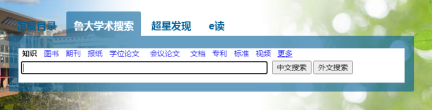 馆藏目录 鲁大学术搜索 超星发现 e读
知识 图书 期刊 报纸 学位论文 会议论文 文档 专利 标准 视频 更多
中文搜索 外文搜索